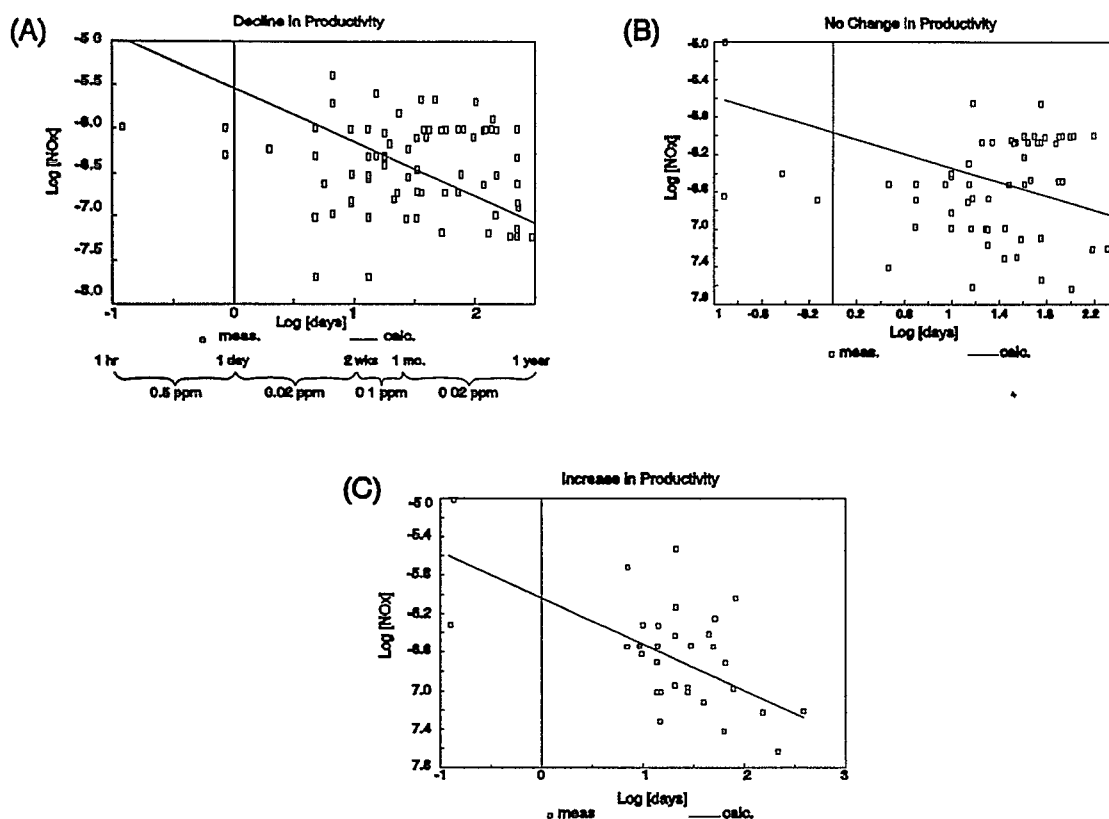 (A)
Decline in Productivity
Log [NOx]
-5 0
-5.5
-6.0
-6.5
-7.0
-7.5
-8.0
-1 0 1 2
Log [days]
meas. calc.
1 hr 1 day 2 wks 1 mo. 1 year
0.5 ppm 0.02 ppm 0 1 ppm 0 02 ppm
(B)
No Change in Productivity
Log [NOx]
-5.0
-5.4
-5.8
-6.2
-6.6
7.0
7.4
7.8
1 -0.6 0.2 0.2 0.6 1.0 1.4 1.8 2.2
Log [days]
meas. calc.
(C)
Increase in Productivity
Log [NOx]
-5 0
-5.4
-5.8
-6.2
-6.6
7.0
7.4
7.8
-1 0 1 2 3
Log [days]
meas calc.